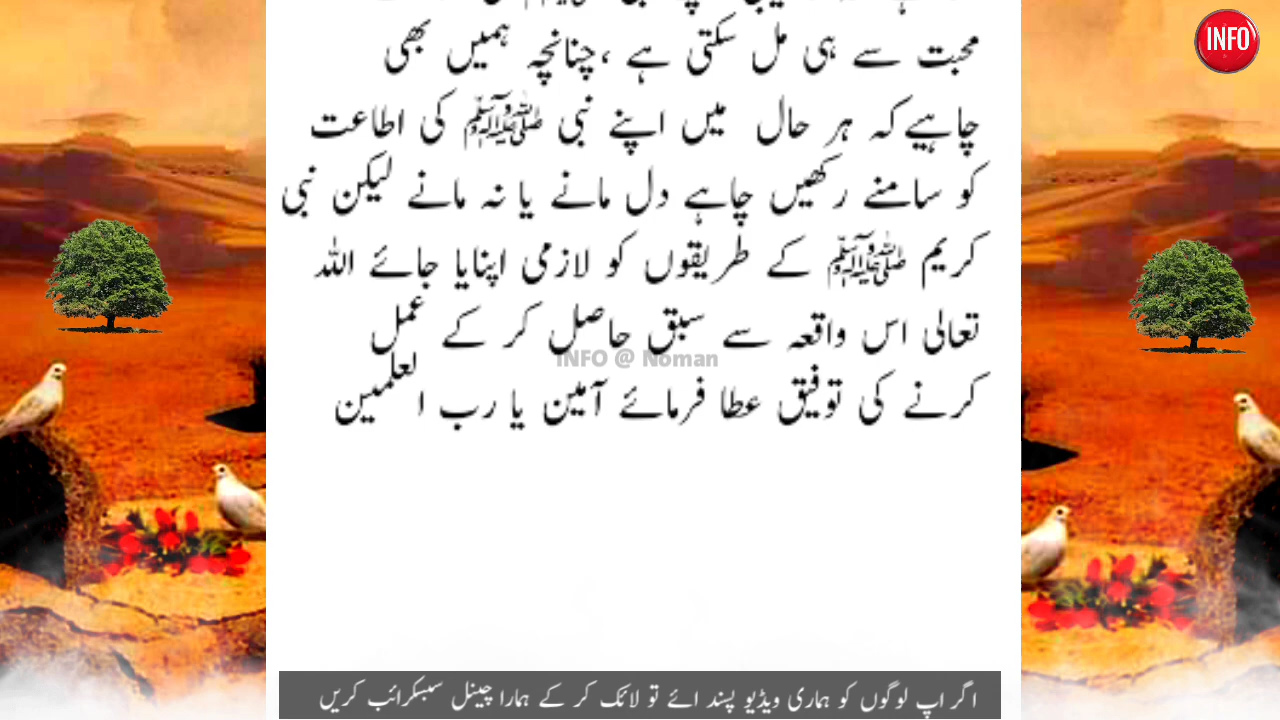 محبت سے ہی مل سکتی ہے ،چنانچہ ہمیں بھی
چاہیےکہ ہر حال میں اپنے نبی ﷺ کی اطاعت
کو سامنے رکھیں چاہے دل مانے یا نہ مانے لیکن نبی
کریم ﷺ کے طریقوں کو لازمی اپنایا جائے اللہ
تعالی اس واقعہ سے سبق حاصل کر کے عمل
کرنے کی توفیق عطا فرمائے آمین یا رب العلمین
INFO @ Noman
INFO
اگر اپ لوگوں کو ہماری ویڈیو پسند ائے تو لائک کر کے ہمارا چینل سبسکرائب کریں